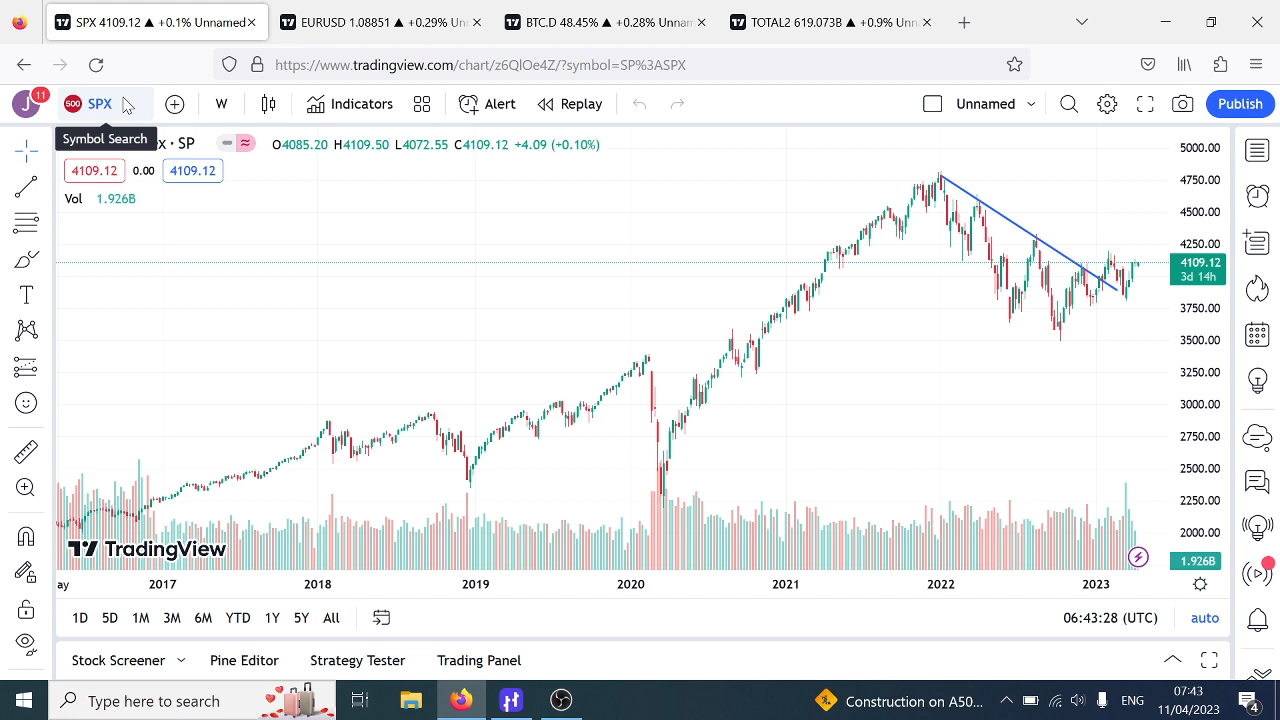 SPX 4109.12 ▲ +0.1% Unnamed
EURUSD 1.08851 ▲ +0.29% Un
BTC.D 48.45% ▲ +0.28% Unnam
TOTAL2 619.073B ▲ +0.9% Unn
https://www.tradingview.com/chart/z6QlOe4Z/?symbol=SP%3ASPX
J 11 500 SPX W Indicators Alert Replay Unnamed Publish
Symbol Search
x · SP O4085.20 H4109.50 L4072.55 C4109.12 +4.09 (+0.10%)
4109.12 0.00 4109.12
Vol 1.926B
5000.00
4750.00
4500.00
4250.00
4109.12
3d 14h
3750.00
3500.00
3250.00
3000.00
2750.00
2500.00
2250.00
2000.00
1.926B
TradingView
ay 2017 2018 2019 2020 2021 2022 2023
1D 5D 1M 3M 6M YTD 1Y 5Y All 06:43:28 (UTC) auto
Stock Screener Pine Editor Strategy Tester Trading Panel
Type here to search
Construction on A50...
ENG
07:43
11/04/2023
4